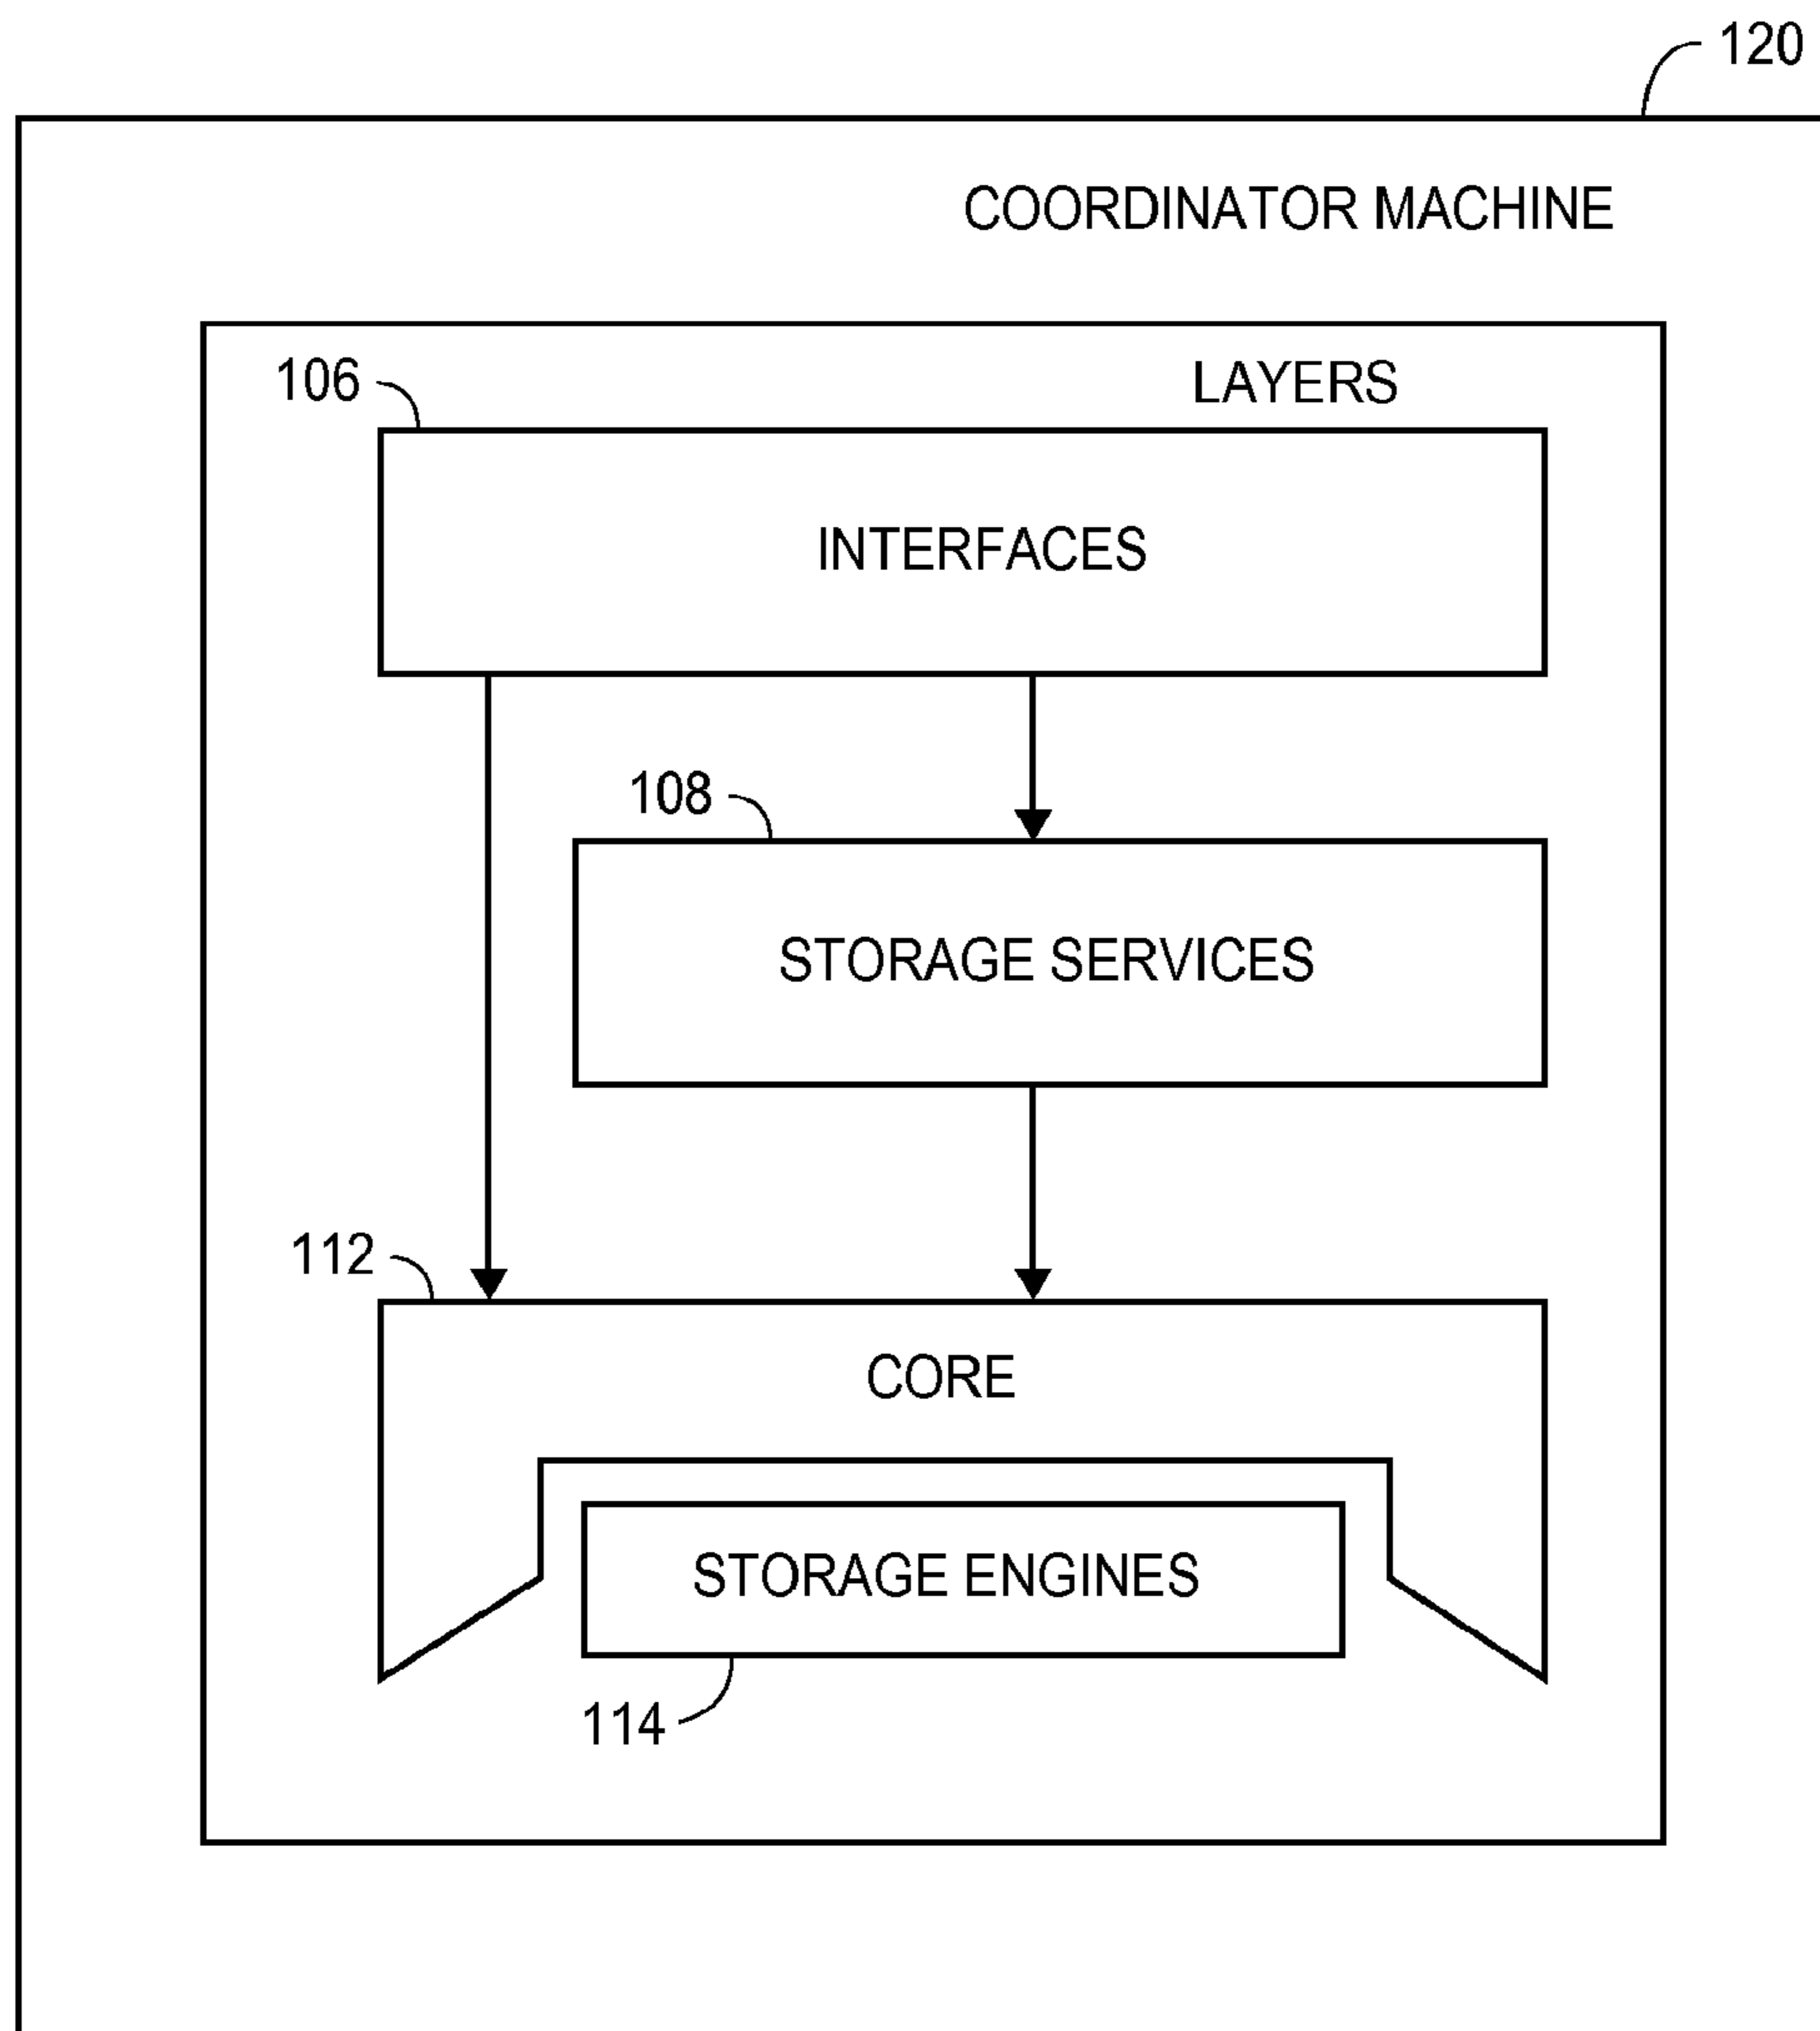 120
COORDINATOR MACHINE
LAYERS
106
INTERFACES
108
STORAGE SERVICES
112
CORE
STORAGE ENGINES
114